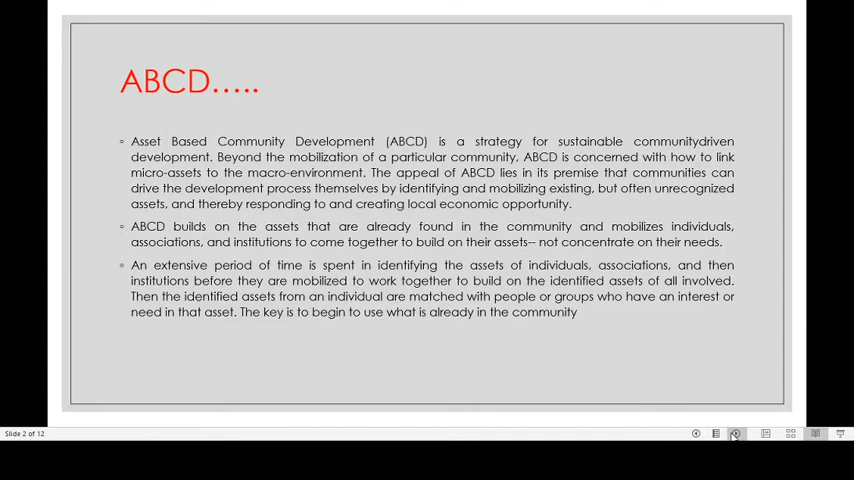 ABCD…..
◦ Asset Based Community Development (ABCD) is a strategy for sustainable communitydriven
development. Beyond the mobilization of a particular community, ABCD is concerned with how to link
micro-assets to the macro-environment. The appeal of ABCD lies in its premise that communities can
drive the development process themselves by identifying and mobilizing existing, but often unrecognized
assets, and thereby responding to and creating local economic opportunity.
◦ ABCD builds on the assets that are already found in the community and mobilizes individuals,
associations, and institutions to come together to build on their assets-- not concentrate on their needs.
◦ An extensive period of time is spent in identifying the assets of individuals, associations, and then
institutions before they are mobilized to work together to build on the identified assets of all involved.
Then the identified assets from an individual are matched with people or groups who have an interest or
need in that asset. The key is to begin to use what is already in the community
Slide 2 of 12